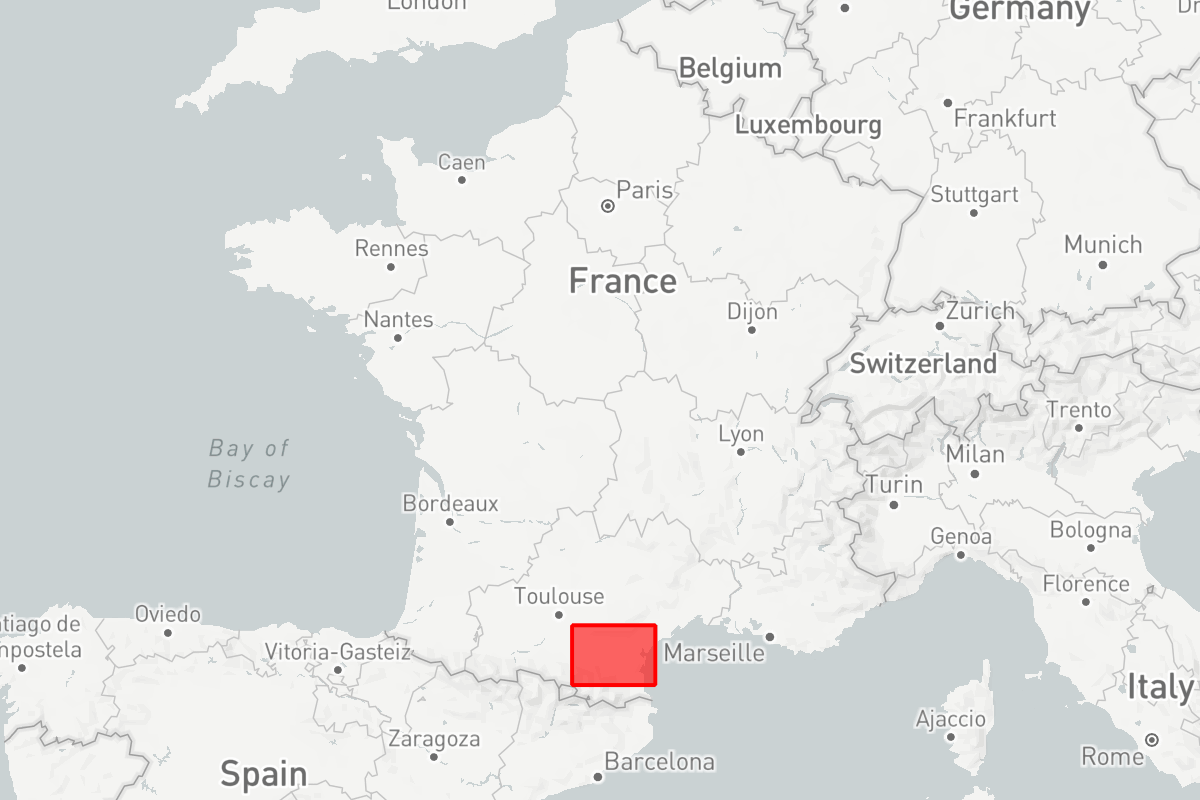 London
Germany
Dr
Belgium
Luxembourg
Frankfurt
Caen
Paris
Stuttgart
Rennes
Munich
France
Nantes
Dijon
Zurich
Switzerland
Trento
Bay of
Biscay
Lyon
Milan
Turin
Bordeaux
Genoa
Bologna
Florence
Toulouse
Oviedo
tiago de
mpostela
Vitoria-Gasteiz
Marseille
Italy
Ajaccio
Zaragoza
Rome
Spain
Barcelona